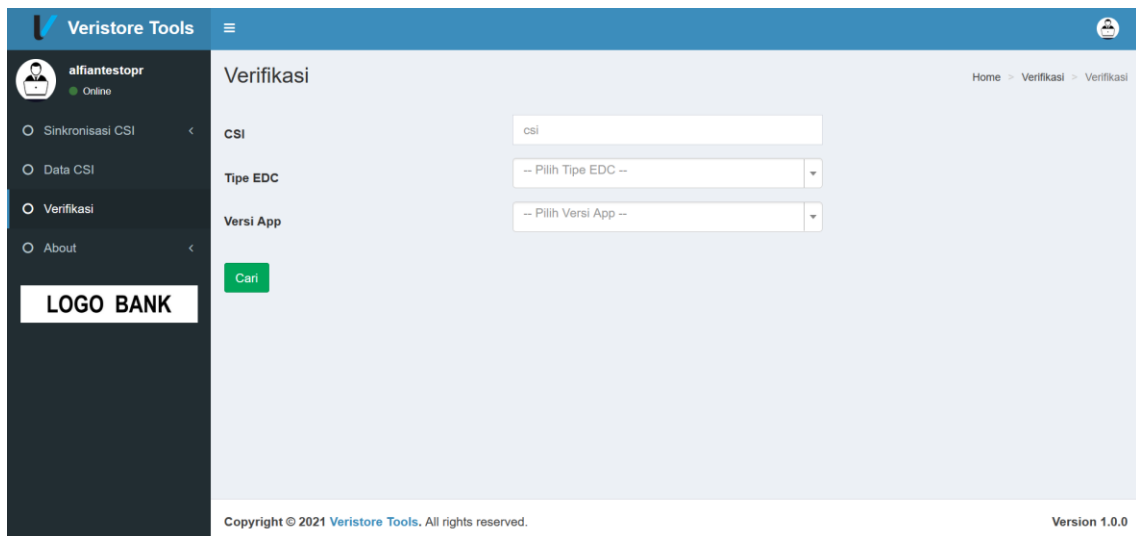 Veristore Tools
alfiantestopr
Online
Sinkronisasi CSI
Data CSI
Verifikasi
About
LOGO BANK
Verifikasi
Home > Verifikasi > Verifikasi
CSI
csi
Tipe EDC
-- Pilih Tipe EDC --
Versi App
-- Pilih Versi App --
Cari
Copyright © 2021 Veristore Tools. All rights reserved.
Version 1.0.0